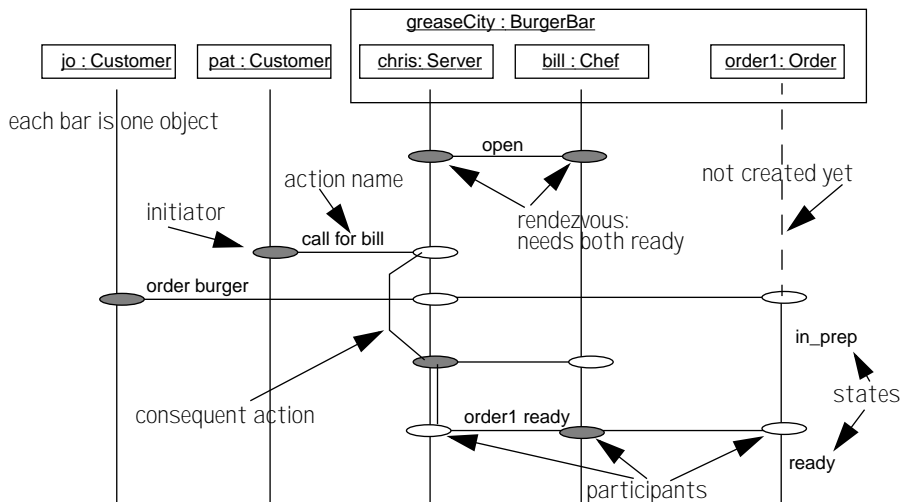 greaseCity : BurgerBar
jo : Customer
pat : Customer
chris: Server
bill : Chef
order1: Order
each bar is one object
open
action name
not created yet
initiator
rendezvous:
needs both ready
call for bill
order burger
in_prep
states
consequent action
order1 ready
ready
participants